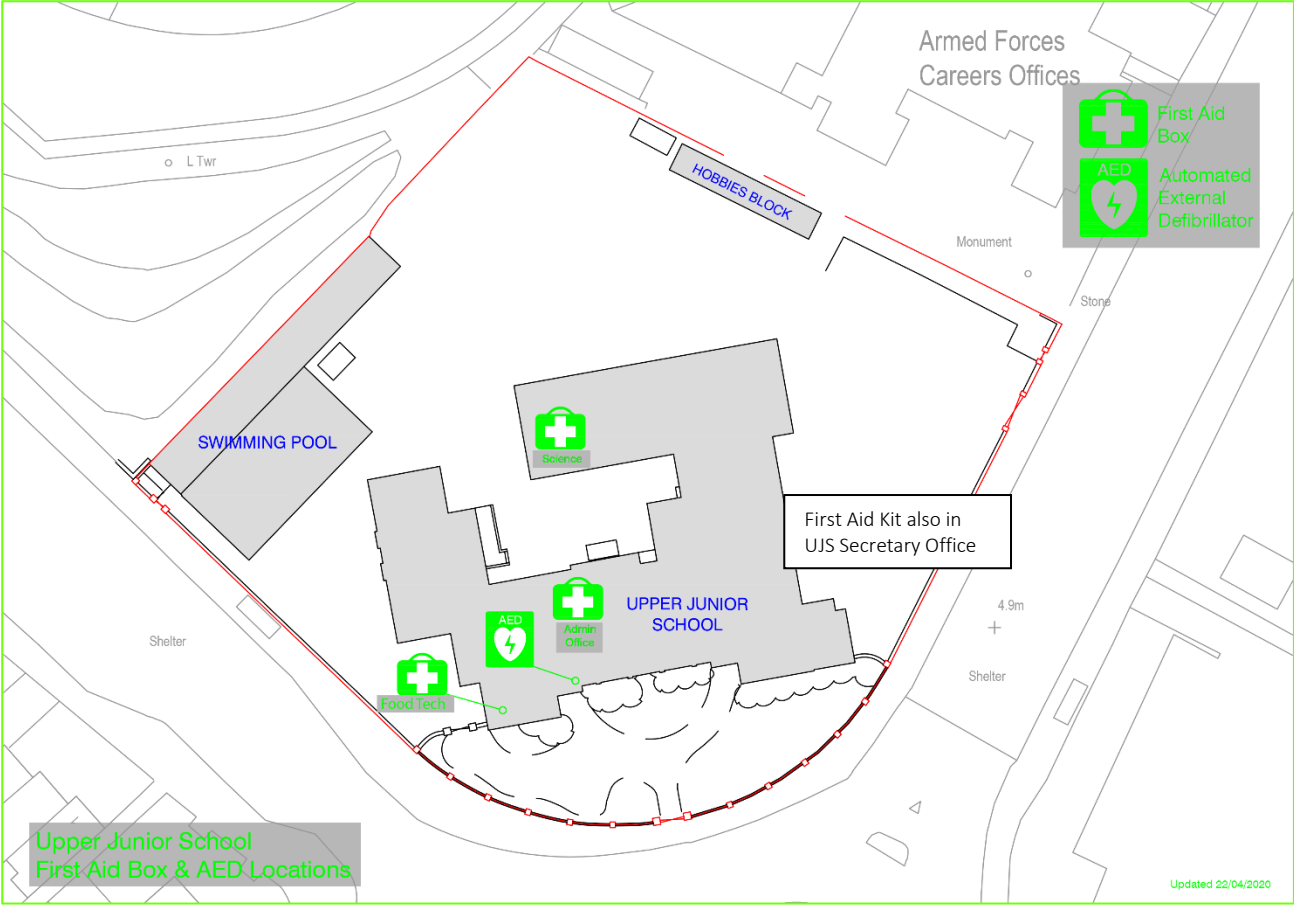 Armed Forces
Careers Offices
First Aid
Box
AED
Automated
External
Defibrillator
L Twr
HOBBIES BLOCK
Monument
Stone
SWIMMING POOL
Science
First Aid Kit also in
UJS Secretary Office
UPPER JUNIOR
SCHOOL
AED
Admin
Office
4.9m
Shelter
Shelter
Food Tech
Upper Junior School
First Aid Box & AED Locations
Updated 22/04/2020